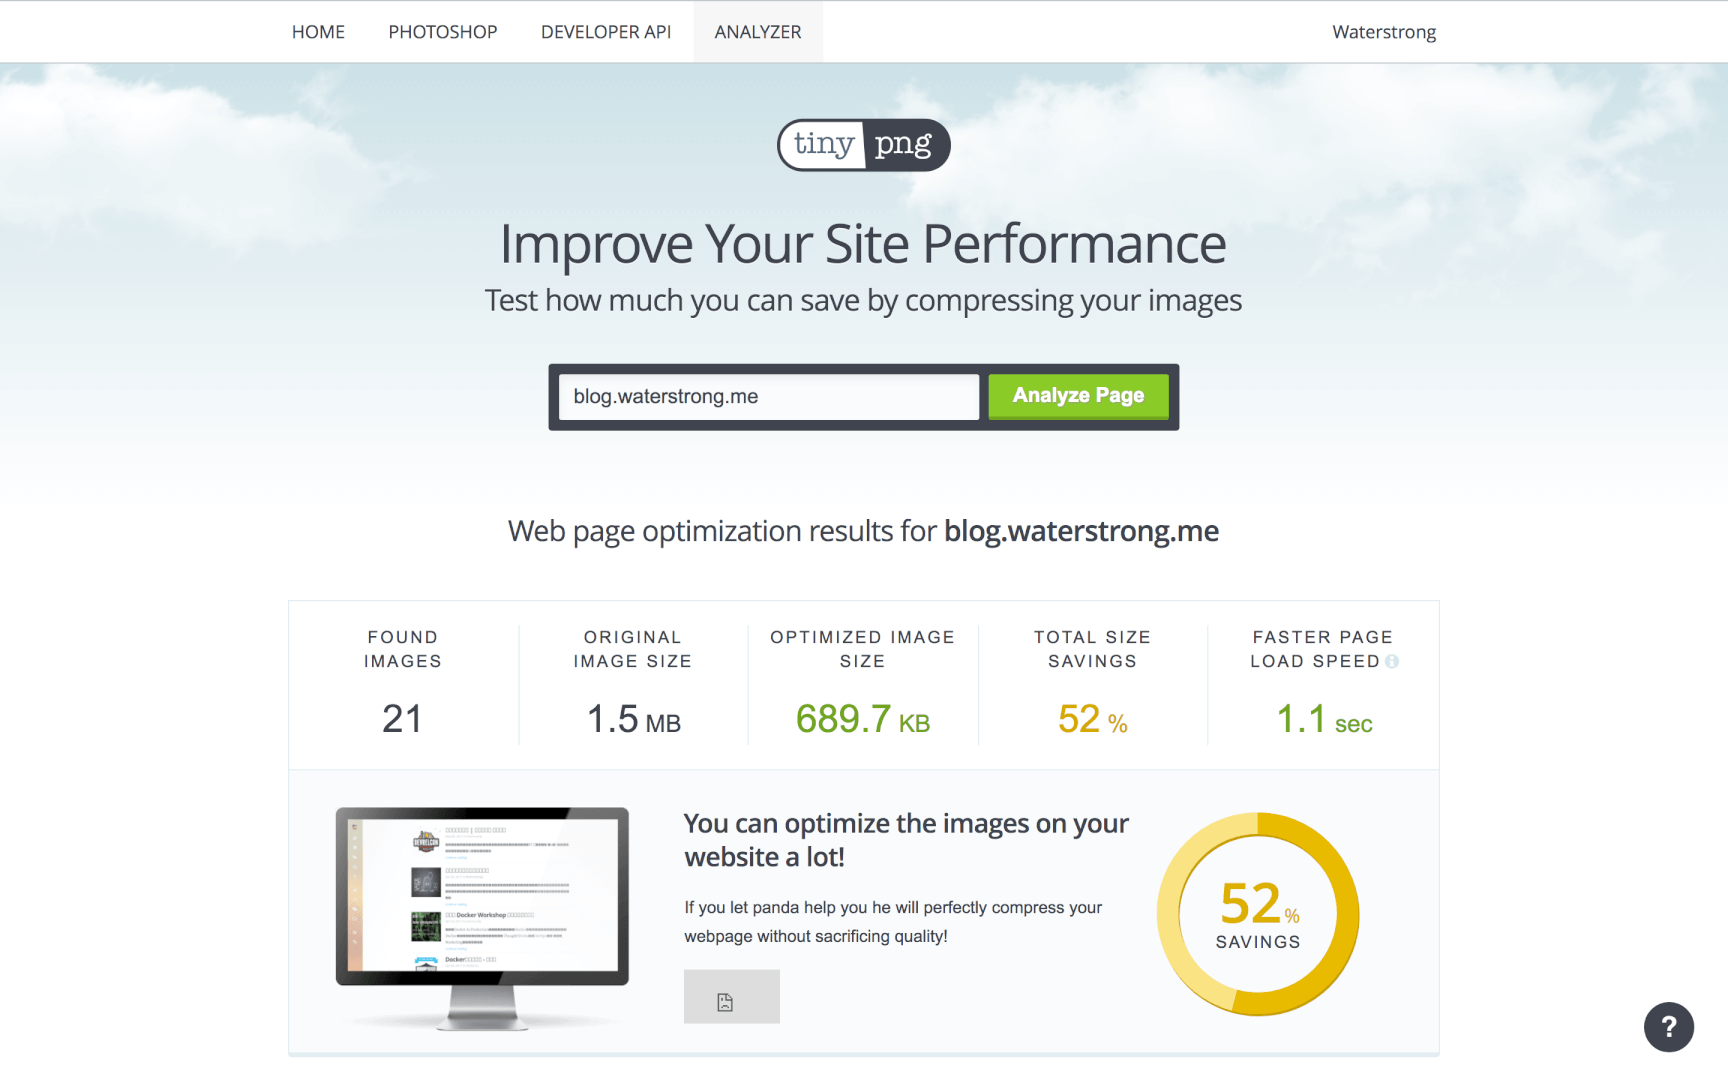 HOME PHOTOSHOP DEVELOPER API ANALYZER Waterstrong
tiny png
Improve Your Site Performance
Test how much you can save by compressing your images
blog.waterstrong.me Analyze Page
Web page optimization results for blog.waterstrong.me
FOUND IMAGES
21
ORIGINAL IMAGE SIZE
1.5 MB
OPTIMIZED IMAGE SIZE
689.7 KB
TOTAL SIZE SAVINGS
52 %
FASTER PAGE LOAD SPEED
1.1 sec
Docker Workshop
Docker
You can optimize the images on your
website a lot!
If you let panda help you he will perfectly compress your
webpage without sacrificing quality!
52 %
SAVINGS
?